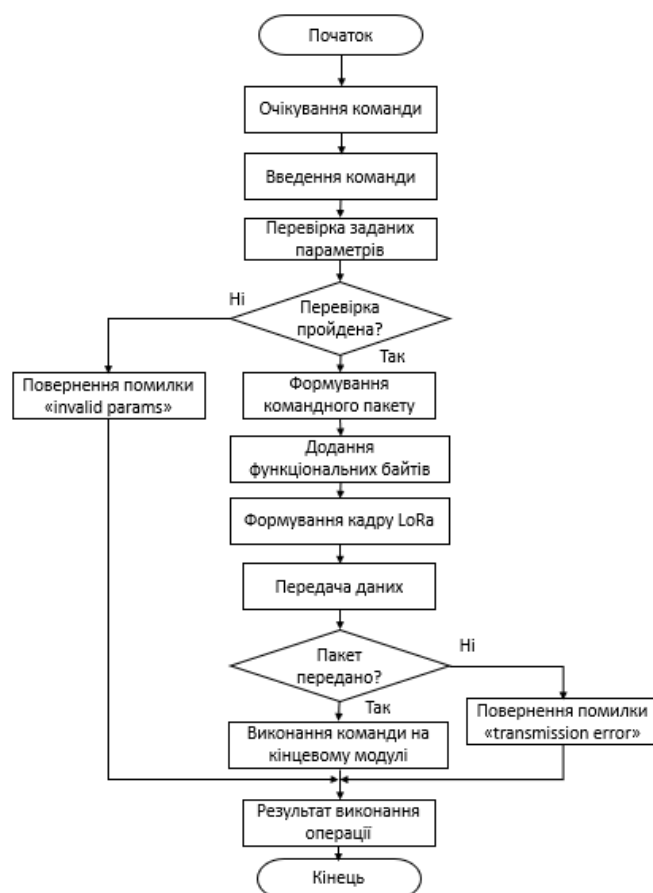 Початок
Очікування команди
Введення команди
Перевірка заданих
параметрів
Ні
Перевірка
пройдена?
Так
Повернення помилки
«invalid params»
Формування
командного пакету
Додання
функціональних байтів
Формування кадру LoRa
Передача даних
Пакет
передано?
Ні
Так
Виконання команди на
кінцевому модулі
Повернення помилки
«transmission error»
Результат виконання
операції
Кінець